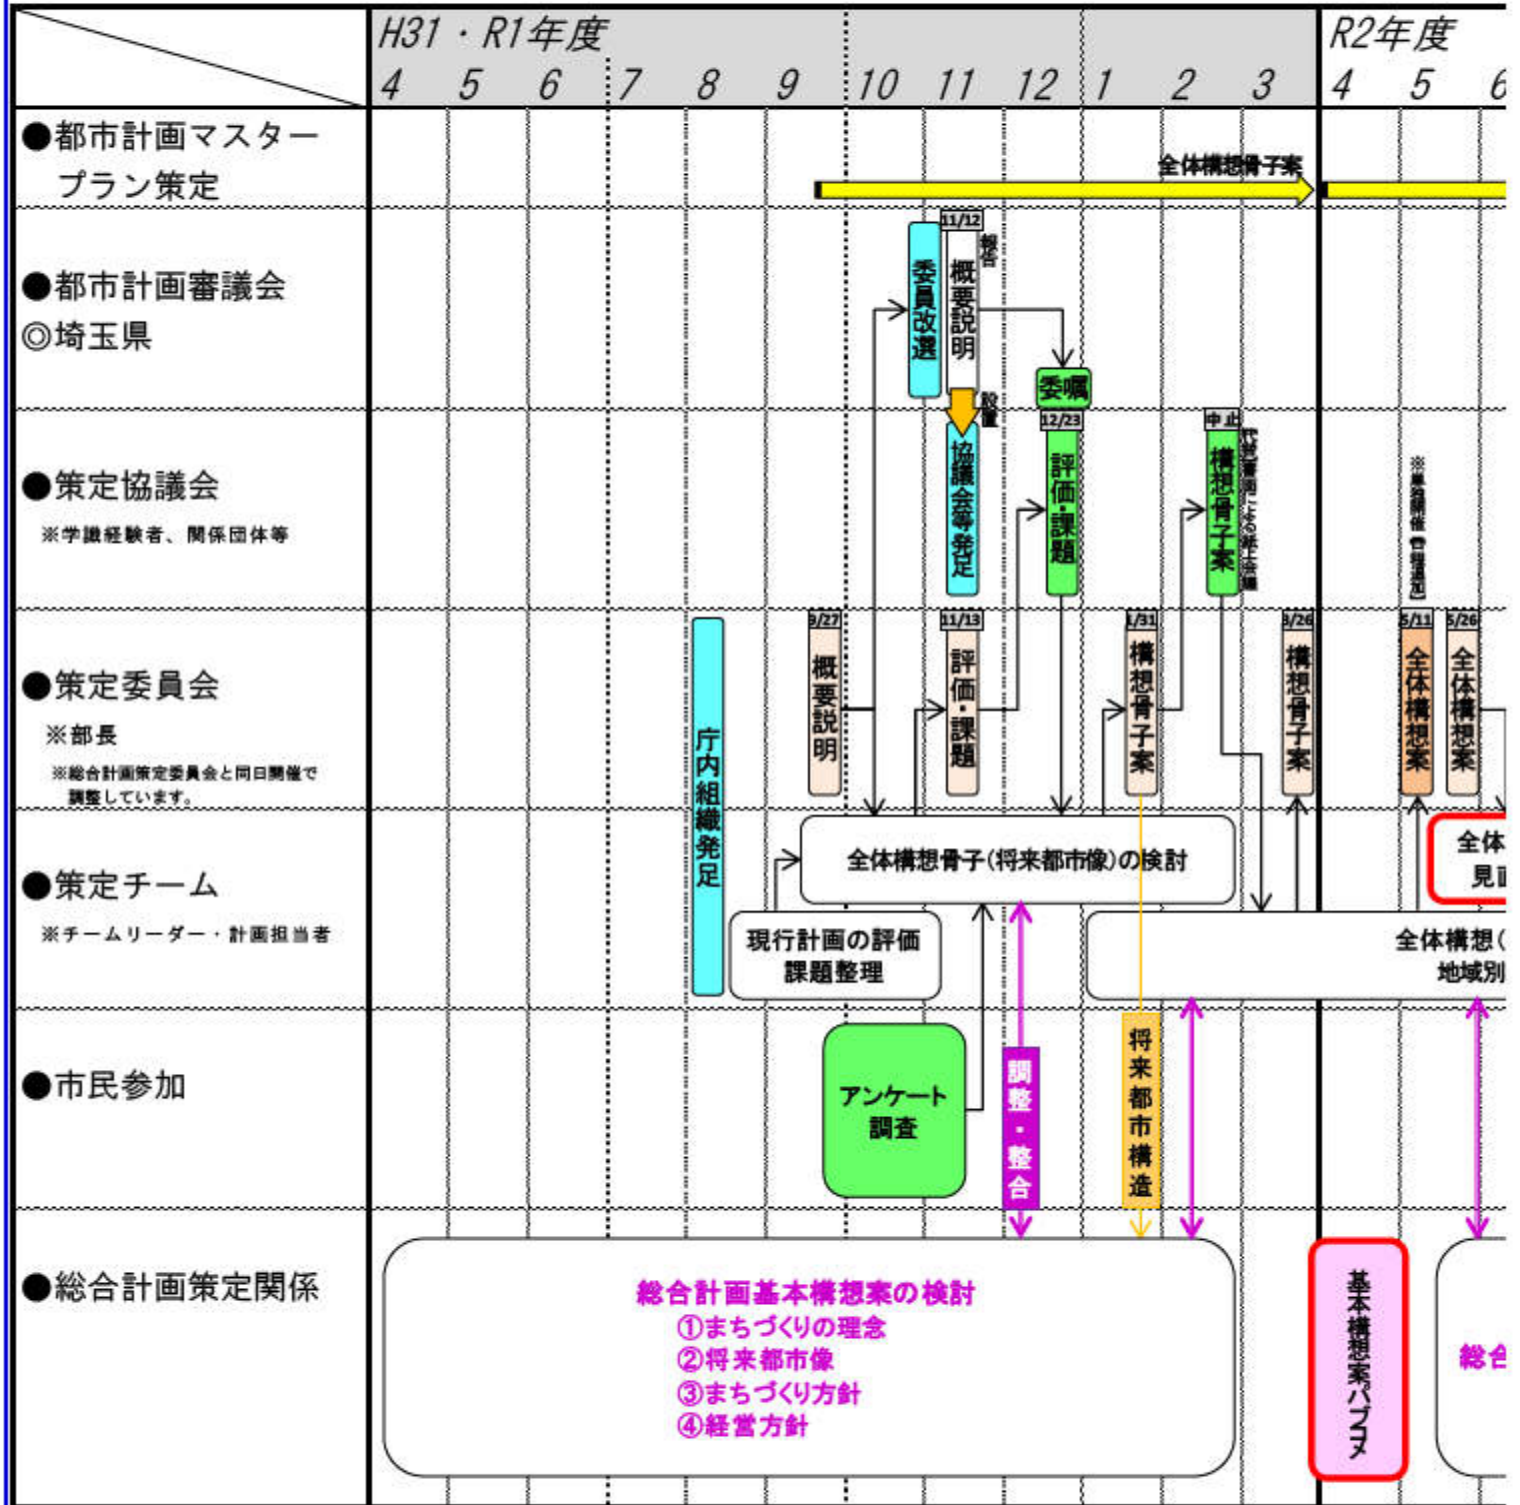 H31・R1年度
R2年度
4 5 6 7 8 9 10 11 12 1 2 3 4 5 6
●都市計画マスター
プラン策定
全体構想骨子案
●都市計画審議会
◎埼玉県
委員改選
11/12
概要説明
報告
委嘱
設置
●策定協議会
※学識経験者、関係団体等
協議会等発足
12/23
評価・課題
中止
構想骨子案
●策定委員会
※部長
※総合計画策定委員会と同日開催で
調整しています。
庁内組織発足
9/27
概要説明
11/13
評価・課題
1/31
構想骨子案
3/26
構想骨子案
5/11
全体構想案
5/26
全体構想案
●策定チーム
※チームリーダー・計画担当者
全体構想骨子(将来都市像)の検討
全体
現行計画の評価
課題整理
全体構想(
地域別
●市民参加
アンケート
調査
調整・整合
将来都市構造
●総合計画策定関係
総合計画基本構想案の検討
①まちづくりの理念
②将来都市像
③まちづくり方針
④経営方針
基本構想案パブコメ
総合